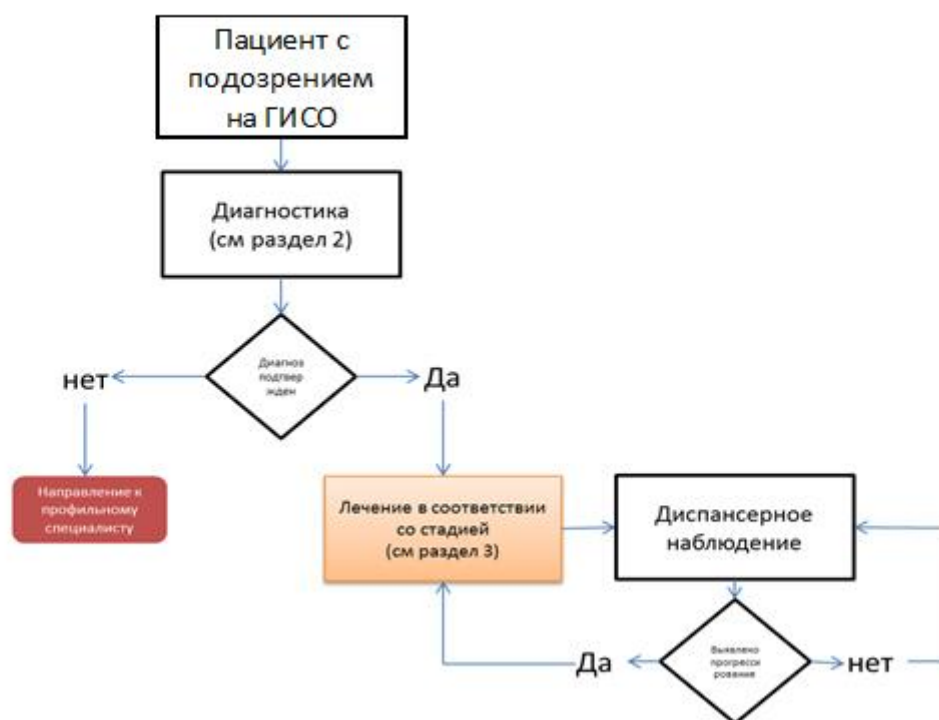 Пациент с
подозрением
на ГИСО
Диагностика
(см раздел 2)
Диагноз
подтвер
жден
нет
Да
Направление к
профильному
специалисту
Лечение в соответствии
со стадией
(см раздел 3)
Диспансерное
наблюдение
Выявлено
прогресси
рование
Да
нет